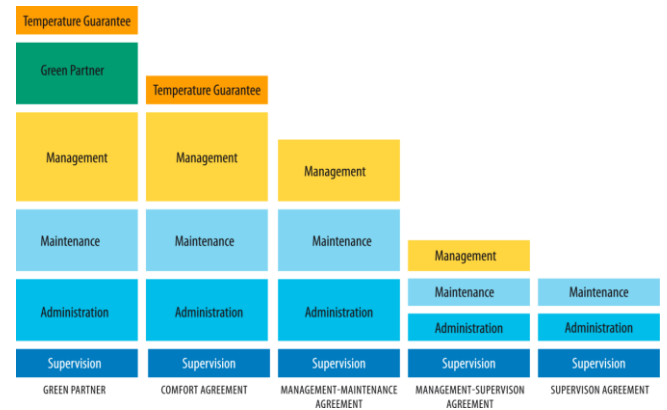 Temperature Guarantee
Green Partner
Temperature Guarantee
Management
Management
Management
Maintenance
Maintenance
Maintenance
Management
Maintenance
Maintenance
Administration
Administration
Administration
Administration
Administration
Supervision
Supervision
Supervision
Supervision
Supervision
GREEN PARTNER
COMFORT AGREEMENT
MANAGEMENT-MAINTENANCE
AGREEMENT
MANAGEMENT-SUPERVISON
AGREEMENT
SUPERVISON AGREEMENT